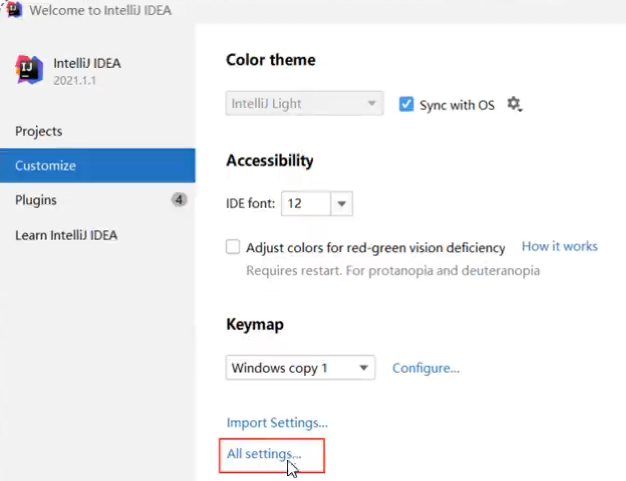 Welcome to IntelliJ IDEA
IntelliJ IDEA
2021.1.1
Projects
Customize
Plugins 4
Learn IntelliJ IDEA
Color theme
IntelliJ Light
Sync with OS
Accessibility
IDE font: 12
Adjust colors for red-green vision deficiency How it works
Requires restart. For protanopia and deuteranopia
Keymap
Windows copy 1 Configure...
Import Settings...
All settings...